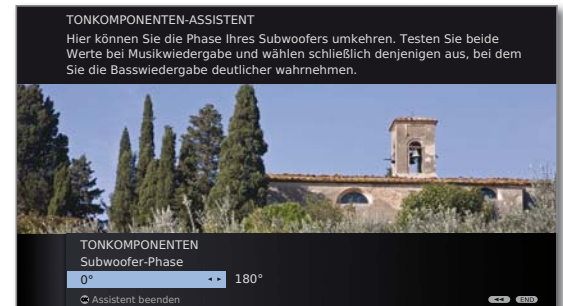 TONKOMPONENTEN-ASSISTENT
Hier können Sie die Phase Ihres Subwoofers umkehren. Testen Sie beide
Werte bei Musikwiedergabe und wählen schließlich denjenigen aus, bei dem
Sie die Basswiedergabe deutlicher wahrnehmen.
TONKOMPONENTEN
Subwoofer-Phase
0° 180°
OK Assistent beenden END